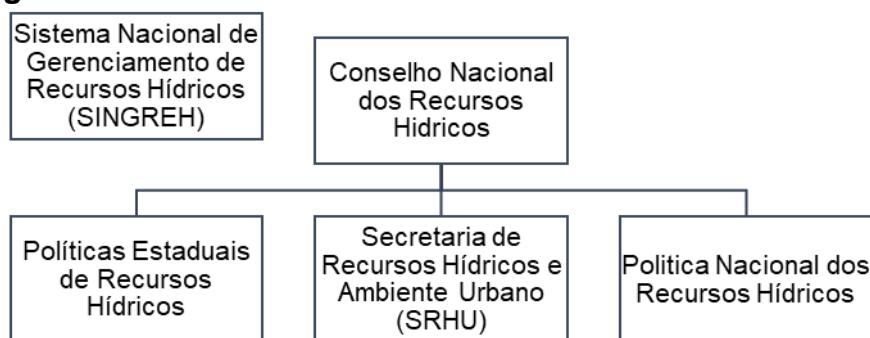 Sistema Nacional de
Gerenciamento de
Recursos Hídricos
(SINGREH)
Conselho Nacional
dos Recursos
Hidricos
Políticas Estaduais
de Recursos
Hídricos
Secretaria de
Recursos Hídricos e
Ambiente Urbano
(SRHU)
Politica Nacional dos
Recursos Hídricos